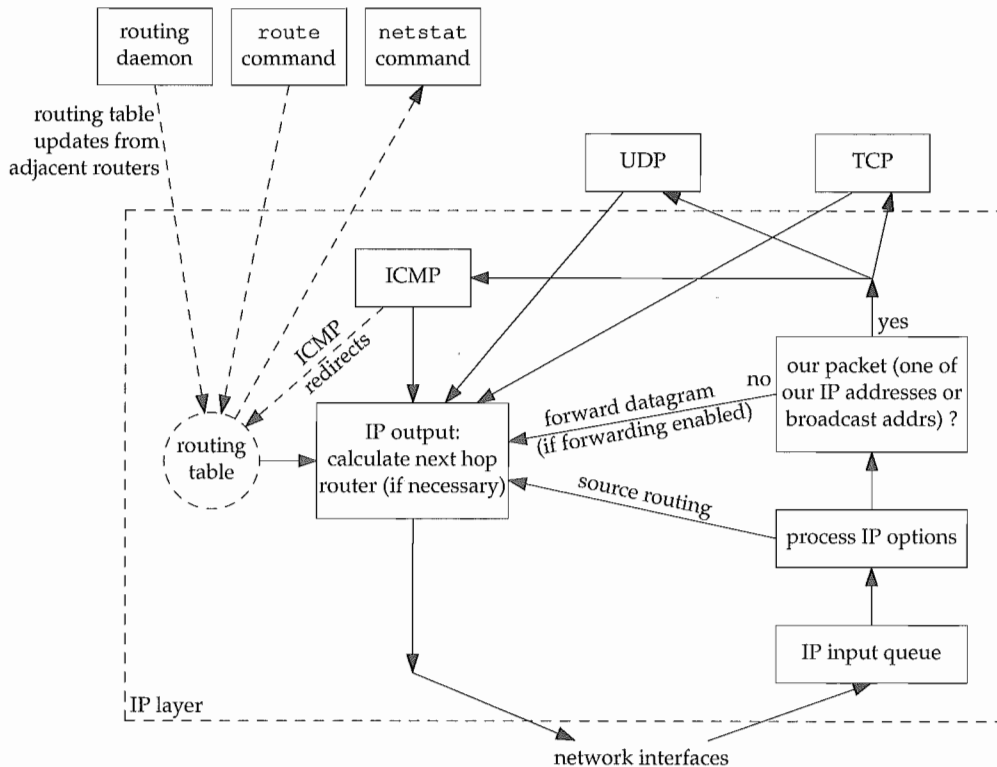 routing
daemon
route
command
netstat
command
routing table
updates from
adjacent routers
UDP
TCP
ICMP
yes
ICMP
redirects
our packet (one of
our IP addresses or
broadcast addrs) ?
no
forward datagram
(if forwarding enabled)
IP output:
calculate next hop
router (if necessary)
routing
table
source routing
process IP options
IP input queue
IP layer
network interfaces